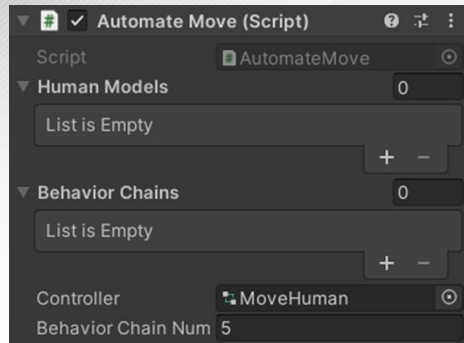 Automate Move (Script)
Script AutomateMove
Human Models 0
List is Empty
+ −
Behavior Chains 0
List is Empty
+ −
Controller MoveHuman
Behavior Chain Num 5